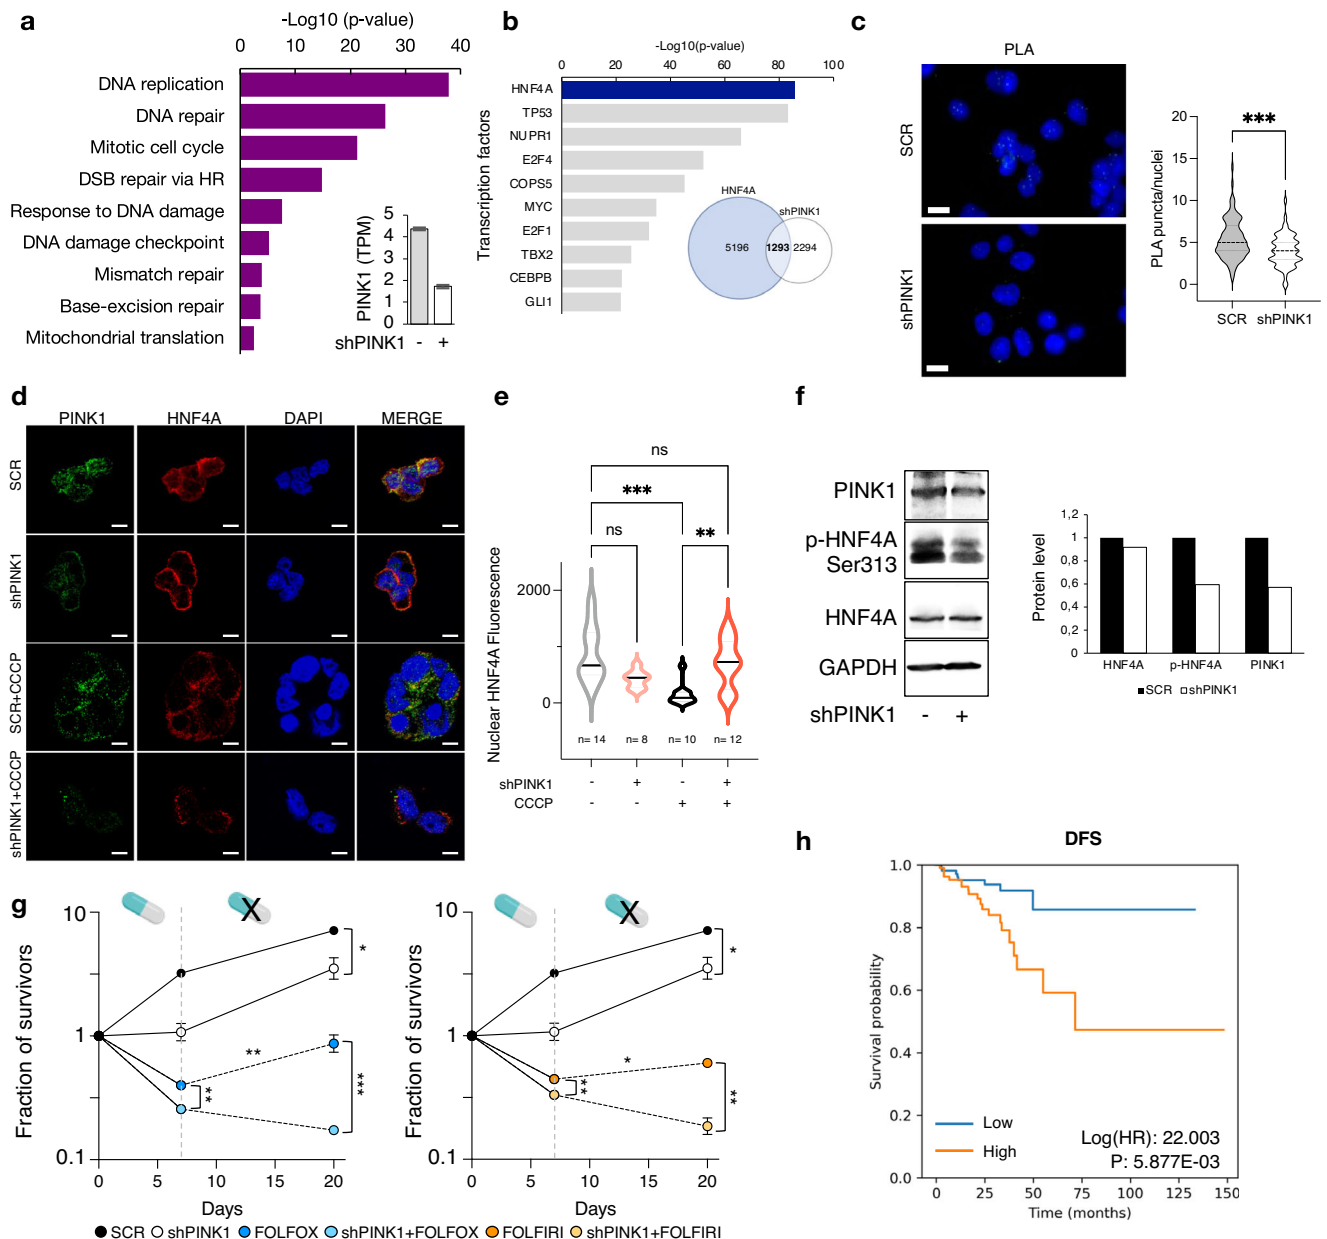 a
-Log10 (p-value)
0 10 20 30 40
DNA replication
DNA repair
Mitotic cell cycle
DSB repair via HR
Response to DNA damage
DNA damage checkpoint
Mismatch repair
Base-excision repair
Mitochondrial translation
PINK1 (TPM)
5
4
3
2
1
0
shPINK1 - +
b
-Log10(p-value)
0 20 40 60 80 100
Transcription factors
HNF4A
TP53
NUPR1
E2F4
COPS5
MYC
E2F1
TBX2
CEBPB
GLI1
HNF4A
shPINK1
5196 1293 2294
c
PLA
SCR
shPINK1
PLA puncta/nuclei
20
15
10
5
0
***
SCR shPINK1
d
PINK1 HNF4A DAPI MERGE
SCR
shPINK1
SCR+CCCP
shPINK1+CCCP
e
ns
***
ns **
Nuclear HNF4A Fluorescence
2000
0
n= 14 n= 8 n= 10 n= 12
shPINK1 - + - +
CCCP - - + +
f
PINK1
p-HNF4A
Ser313
HNF4A
GAPDH
shPINK1 - +
Protein level
1,2
1
0,8
0,6
0,4
0,2
0
HNF4A p-HNF4A PINK1
SCR shPINK1
g
X
Fraction of survivors
10
1
0.1
*
**
**
***
0 5 10 15 20
Days
X
Fraction of survivors
10
1
0.1
*
*
**
**
0 5 10 15 20
Days
SCR shPINK1 FOLFOX shPINK1+FOLFOX FOLFIRI shPINK1+FOLFIRI
h
DFS
Survival probability
1.0
0.8
0.6
0.4
0.2
0.0
Low
High
Log(HR): 22.003
P: 5.877E-03
0 25 50 75 100 125 150
Time (months)